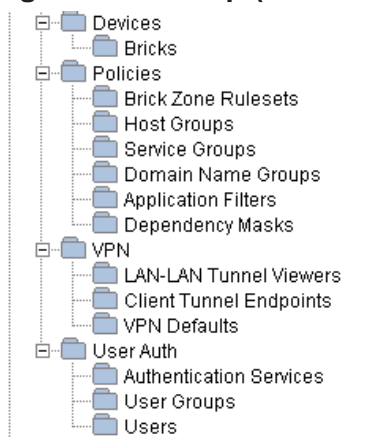 Devices
Bricks
Policies
Brick Zone Rulesets
Host Groups
Service Groups
Domain Name Groups
Application Filters
Dependency Masks
VPN
LAN-LAN Tunnel Viewers
Client Tunnel Endpoints
VPN Defaults
User Auth
Authentication Services
User Groups
Users